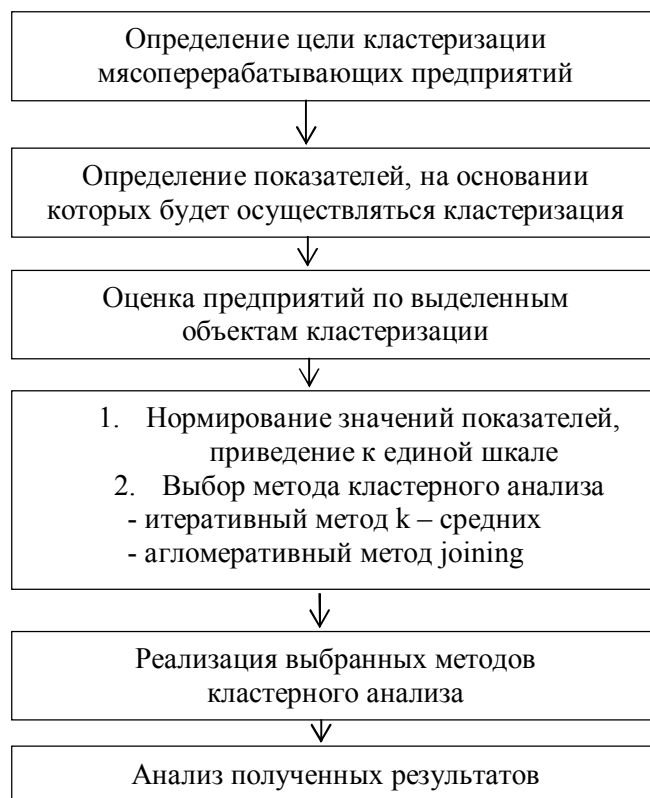 Определение цели кластеризации
мясоперерабатывающих предприятий
Определение показателей, на основании
которых будет осуществляться кластеризация
Оценка предприятий по выделенным
объектам кластеризации
1. Нормирование значений показателей,
приведение к единой шкале
2. Выбор метода кластерного анализа
- итеративный метод k – средних
- агломеративный метод joining
Реализация выбранных методов
кластерного анализа
Анализ полученных результатов